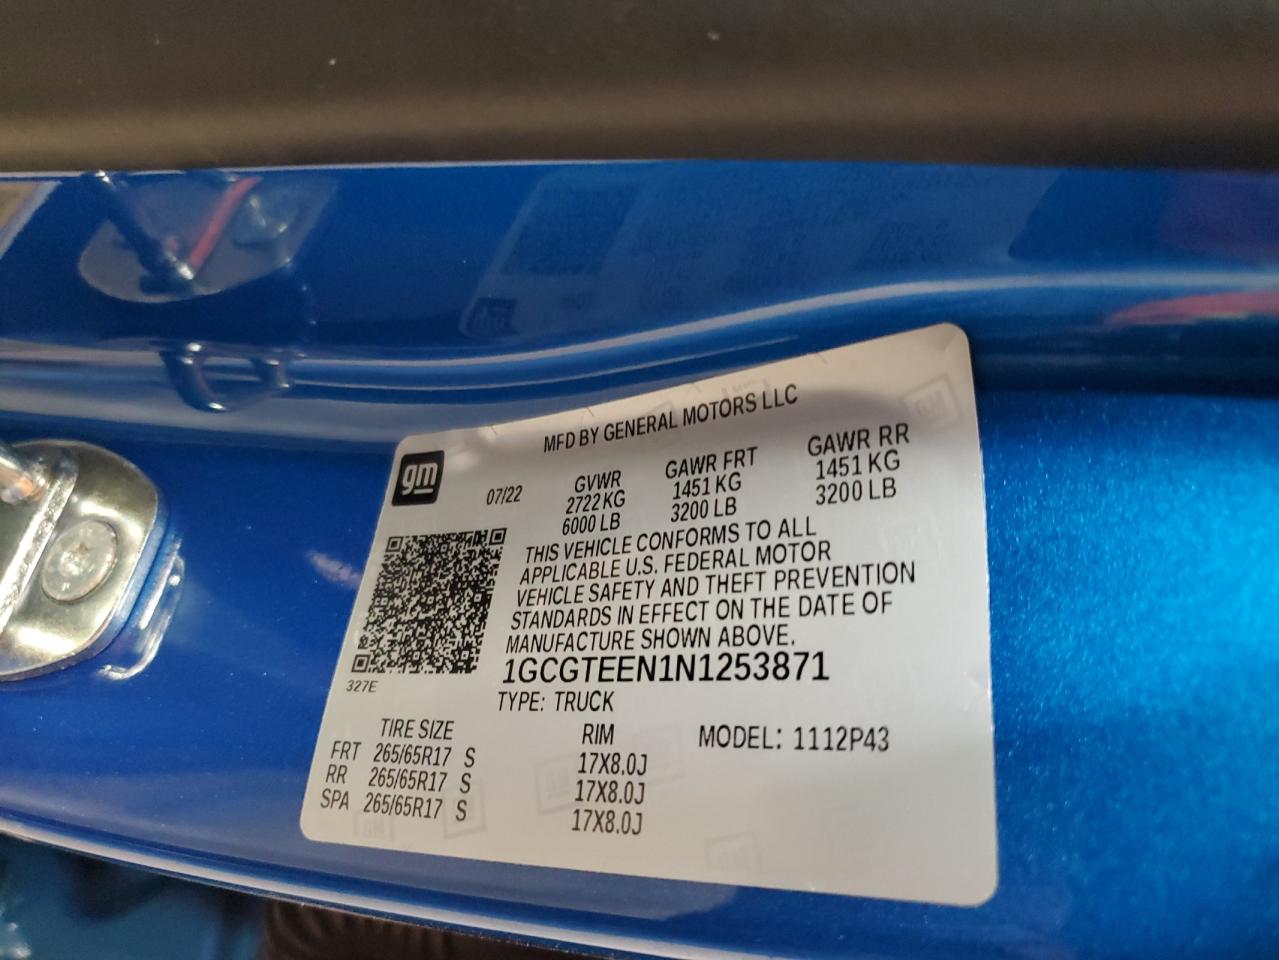 MFD BY GENERAL MOTORS LLC
gm
07/22
GVWR GAWR FRT GAWR RR
2722 KG 1451 KG 1451 KG
6000 LB 3200 LB 3200 LB
THIS VEHICLE CONFORMS TO ALL
APPLICABLE U.S. FEDERAL MOTOR
VEHICLE SAFETY AND THEFT PREVENTION
STANDARDS IN EFFECT ON THE DATE OF
MANUFACTURE SHOWN ABOVE.
1GCGTEEN1N1253871
327E
TYPE: TRUCK
TIRE SIZE RIM MODEL: 1112P43
FRT 265/65R17 S 17X8.0J
RR 265/65R17 S 17X8.0J
SPA 265/65R17 S 17X8.0J